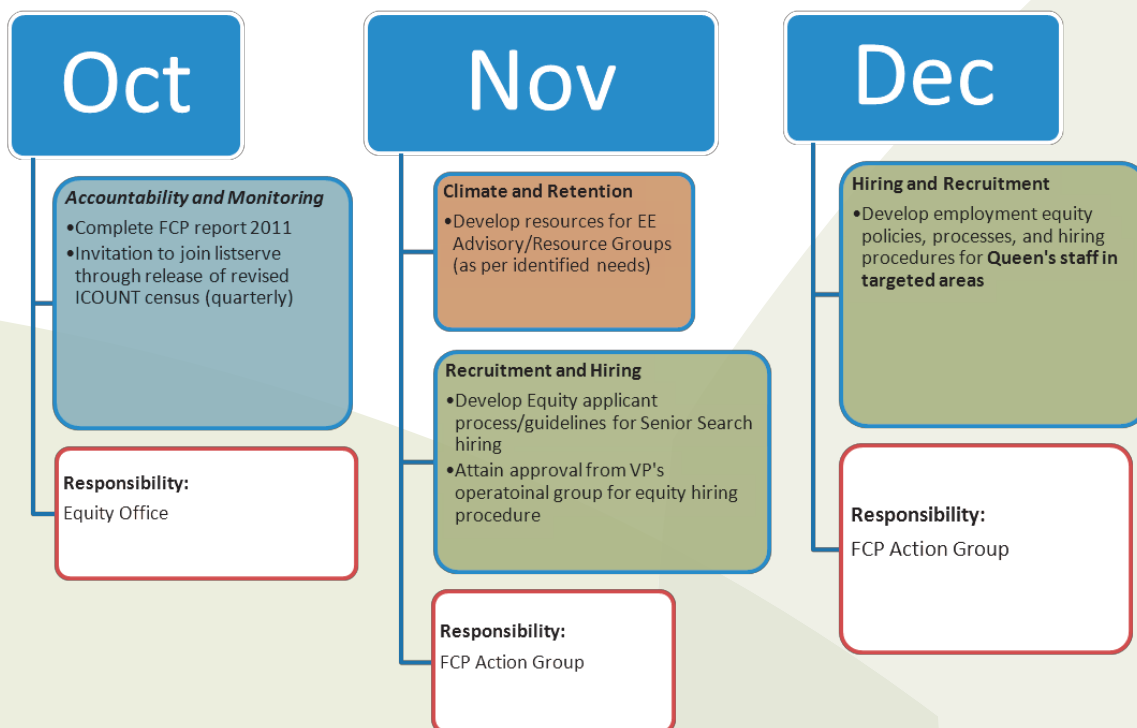 Oct
Accountability and Monitoring
•Complete FCP report 2011
•Invitation to join listserve
through release of revised
ICOUNT census (quarterly)
Responsibility:
Equity Office
Nov
Climate and Retention
•Develop resources for EE
Advisory/Resource Groups
(as per identified needs)
Recruitment and Hiring
•Develop Equity applicant
process/guidelines for Senior Search
hiring
•Attain approval from VP's
operatoinal group for equity hiring
procedure
Responsibility:
FCP Action Group
Dec
Hiring and Recruitment
•Develop employment equity
policies, processes, and hiring
procedures for Queen's staff in
targeted areas
Responsibility:
FCP Action Group